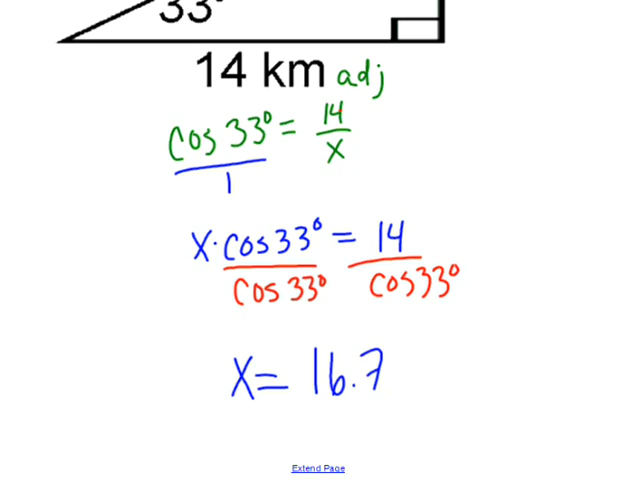 33°
14 km adj
cos 33° = 14/x
1
x · cos 33° = 14
cos 33° cos 33°
x = 16.7
Extend Page